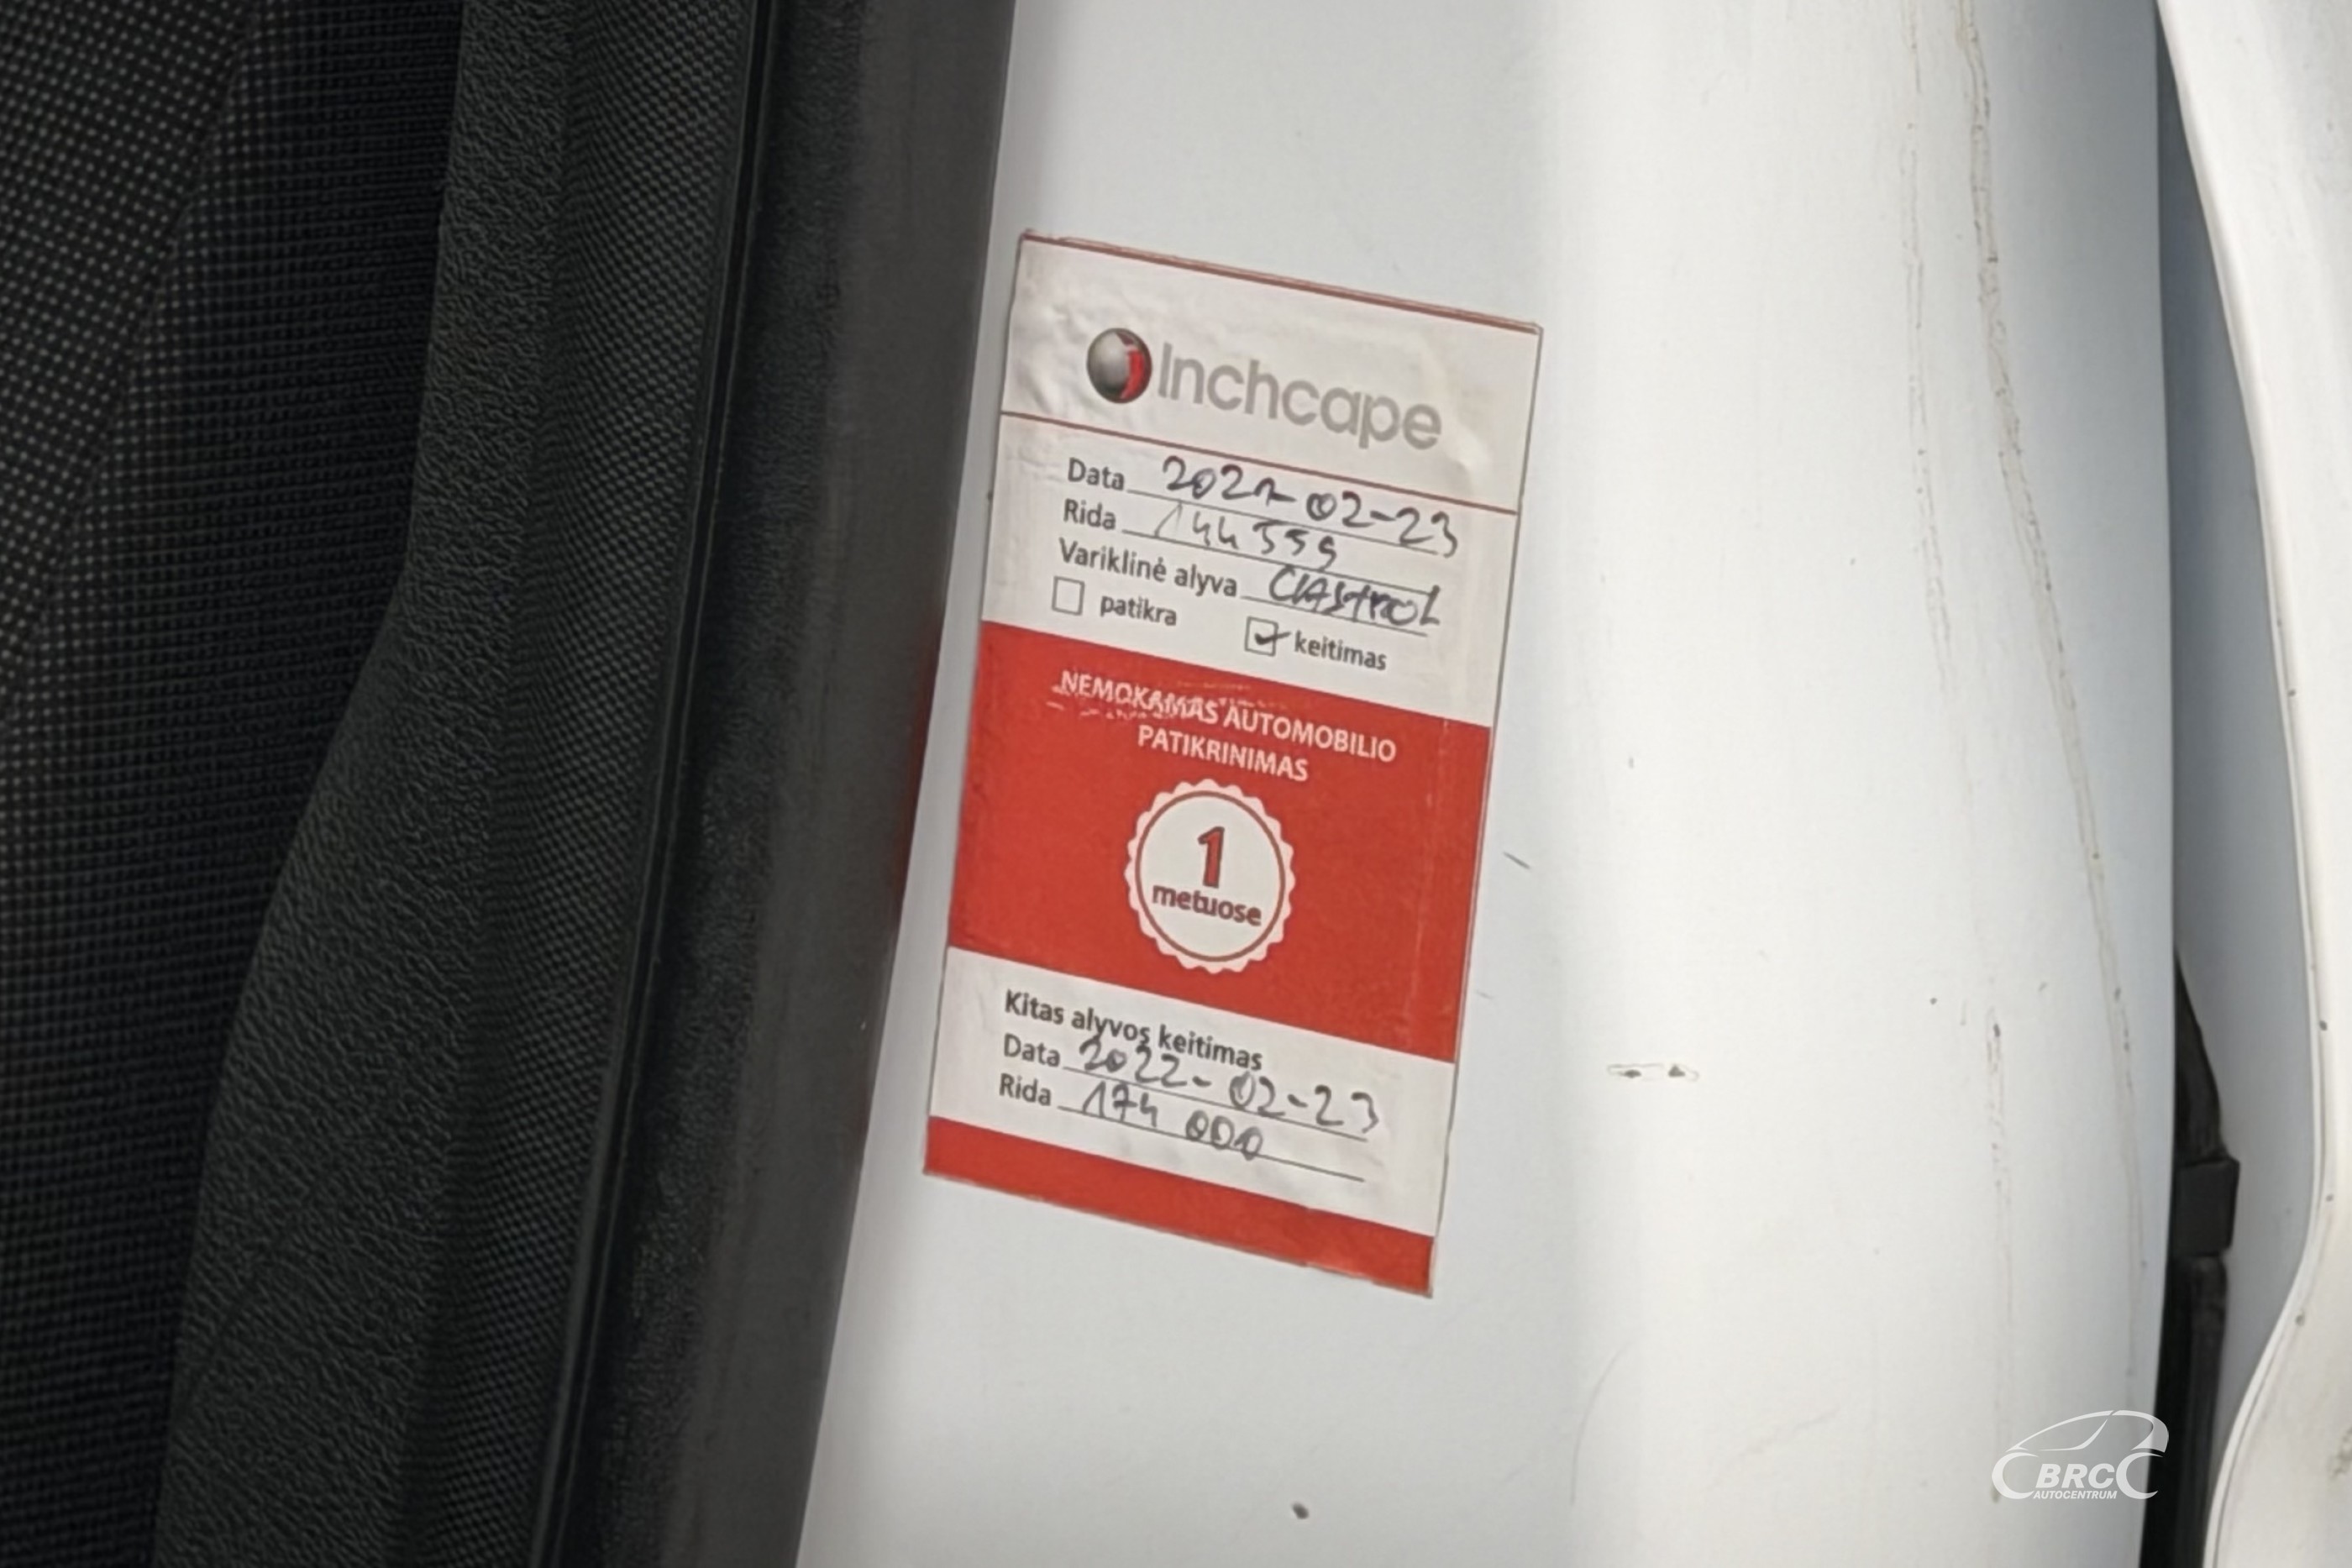 Inchcape
Data 2021-02-23
Rida 144559
Variklinė alyva CASTROL
patikra keitimas
NEMOKAMAS AUTOMOBILIO
PATIKRINIMAS
1
metuose
Kitas alyvos keitimas
Data 2022-02-23
Rida 174 000
BRC
AUTOCENTRUM